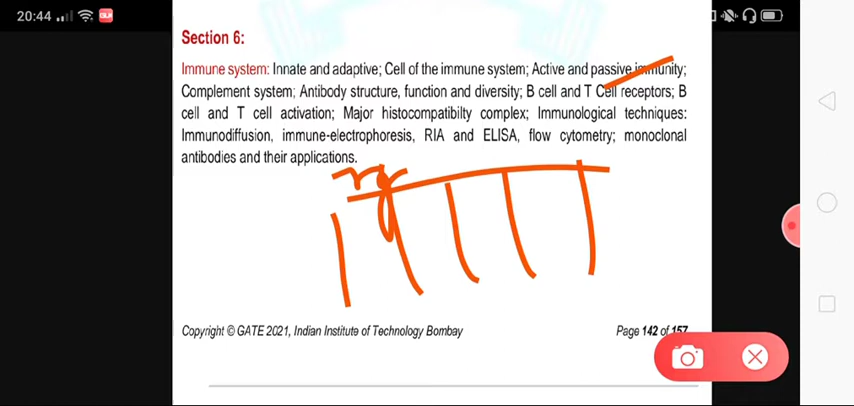 20:44
Section 6:
Immune system: Innate and adaptive; Cell of the immune system; Active and passive immunity;
Complement system; Antibody structure, function and diversity; B cell and T Cell receptors; B
cell and T cell activation; Major histocompatibilty complex; Immunological techniques:
Immunodiffusion, immune-electrophoresis, RIA and ELISA, flow cytometry; monoclonal
antibodies and their applications.
Copyright © GATE 2021, Indian Institute of Technology Bombay Page 142 of 157